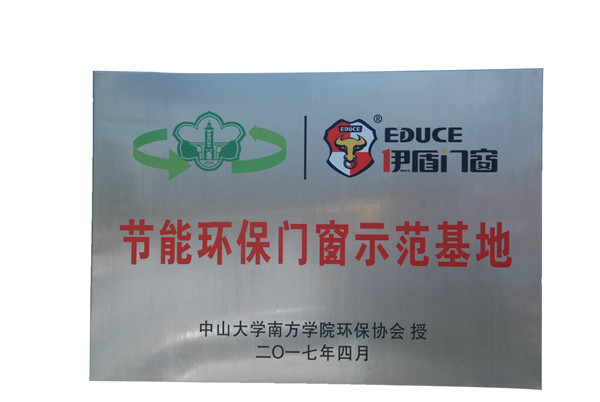 EDUCE
EDUCE®
伊盾门窗
节能环保门窗示范基地
中山大学南方学院环保协会 授
二〇一七年四月